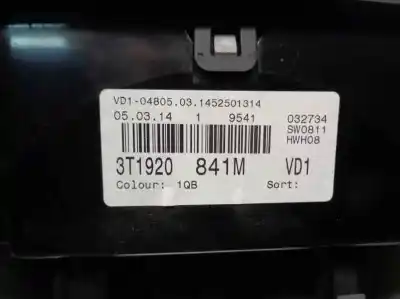 VD1-04805.03.1452501314
05.03.14 1 9541 032734
SW0811
HWH08
3T1920 841M VD1
Colour: 1QB Sort: